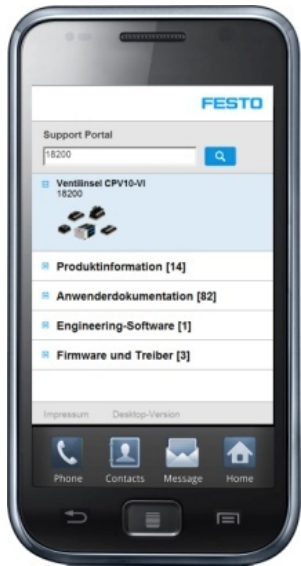 FESTO
Support Portal
18200
Ventilinsel CPV10-VI
18200
Produktinformation [14]
Anwenderdokumentation [82]
Engineering-Software [1]
Firmware und Treiber [3]
Impressum Desktop-Version
Phone Contacts Message Home